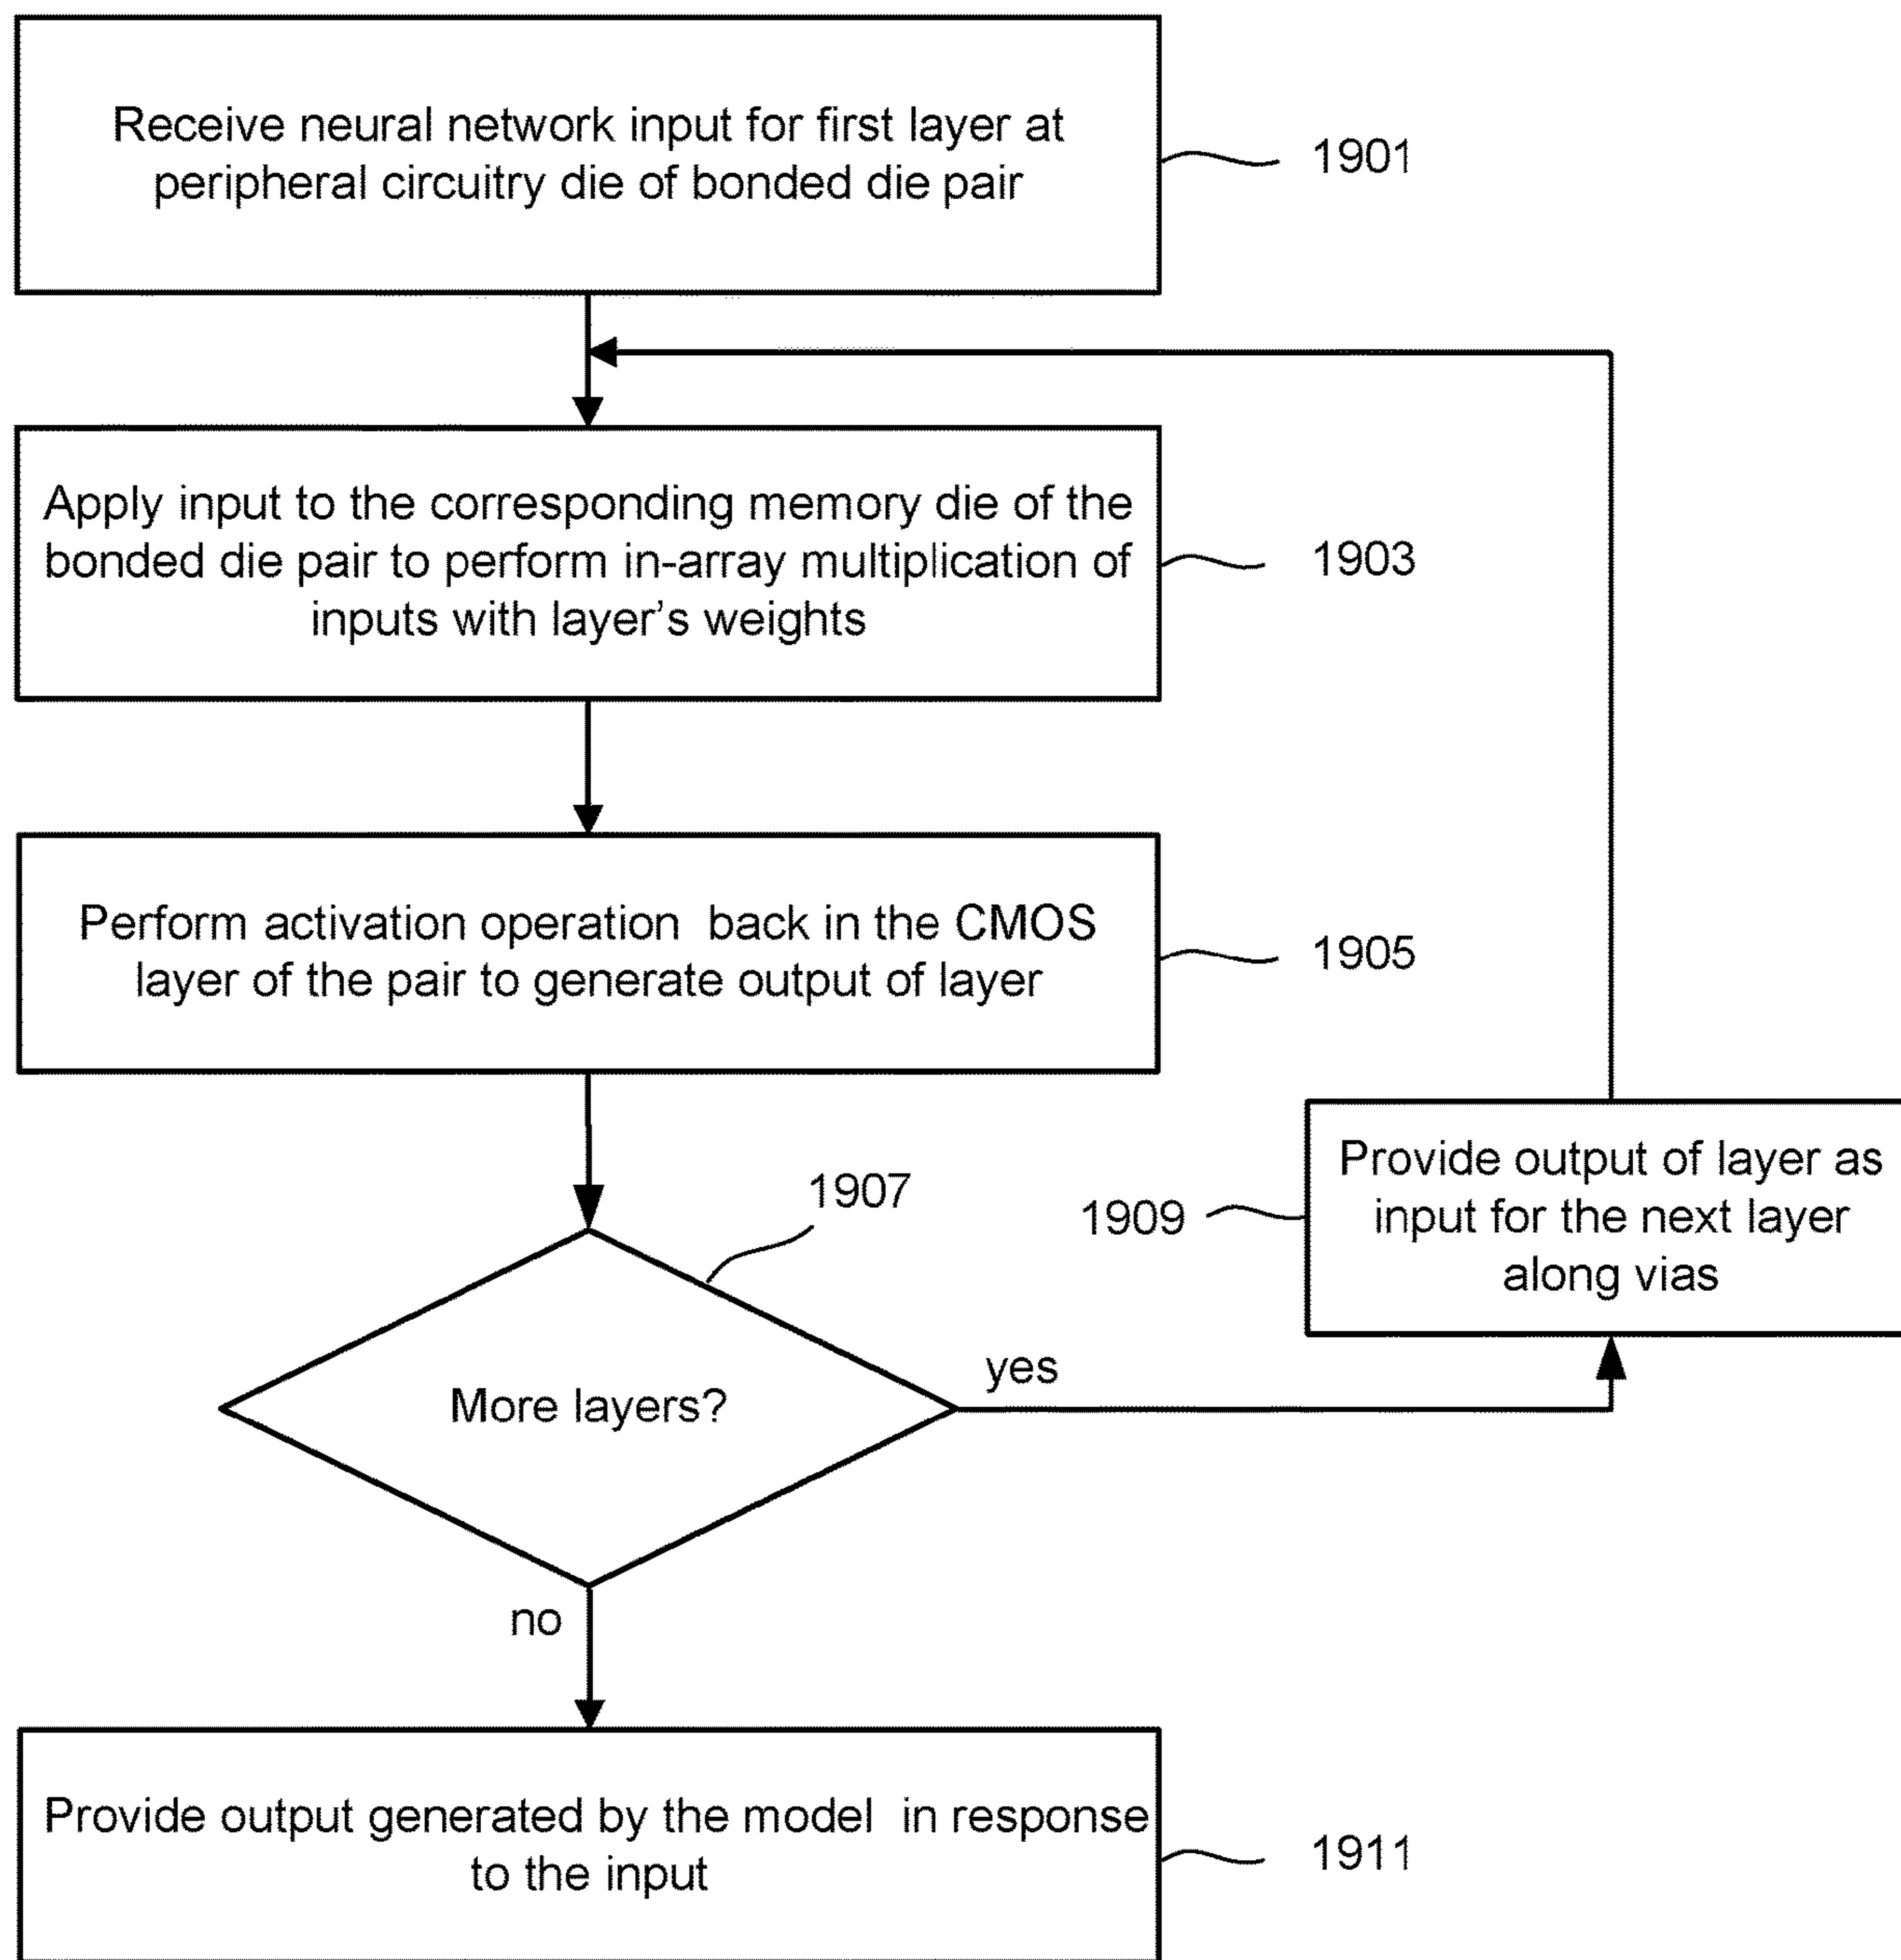 Receive neural network input for first layer at
peripheral circuitry die of bonded die pair
1901
Apply input to the corresponding memory die of the
bonded die pair to perform in-array multiplication of
inputs with layer's weights
1903
Perform activation operation back in the CMOS
layer of the pair to generate output of layer
1905
1907
More layers?
yes
no
1909
Provide output of layer as
input for the next layer
along vias
Provide output generated by the model in response
to the input
1911